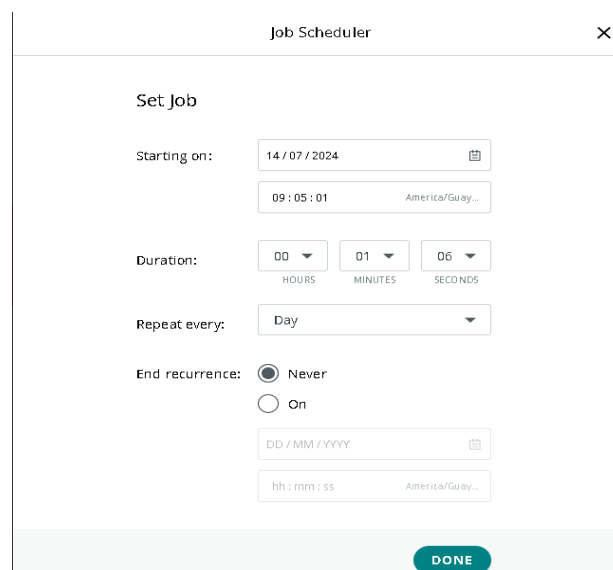 Job Scheduler
Set Job
Starting on: 14 / 07 / 2024
09 : 05 : 01 America/Guay...
Duration: 00 01 06
HOURS MINUTES SECONDS
Repeat every: Day
End recurrence: Never
On
DD / MM / YYYY
hh : mm : ss America/Guay...
DONE